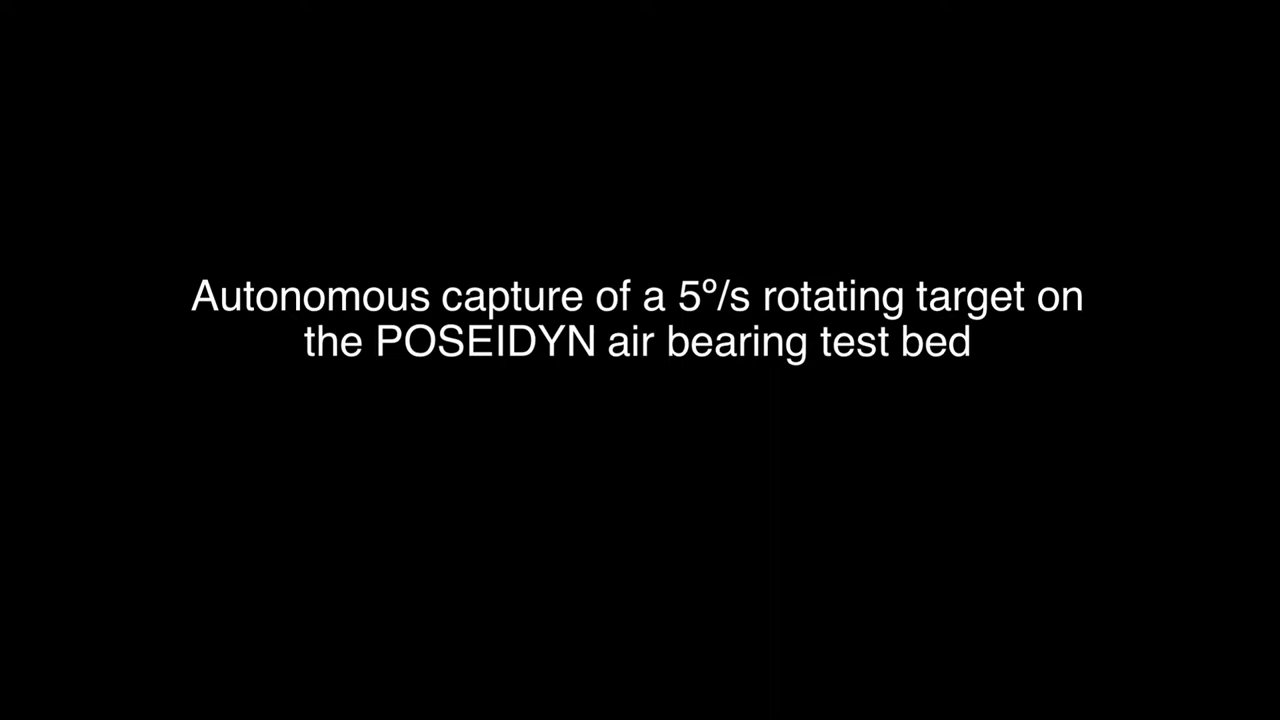 Autonomous capture of a 5º/s rotating target on
the POSEIDYN air bearing test bed